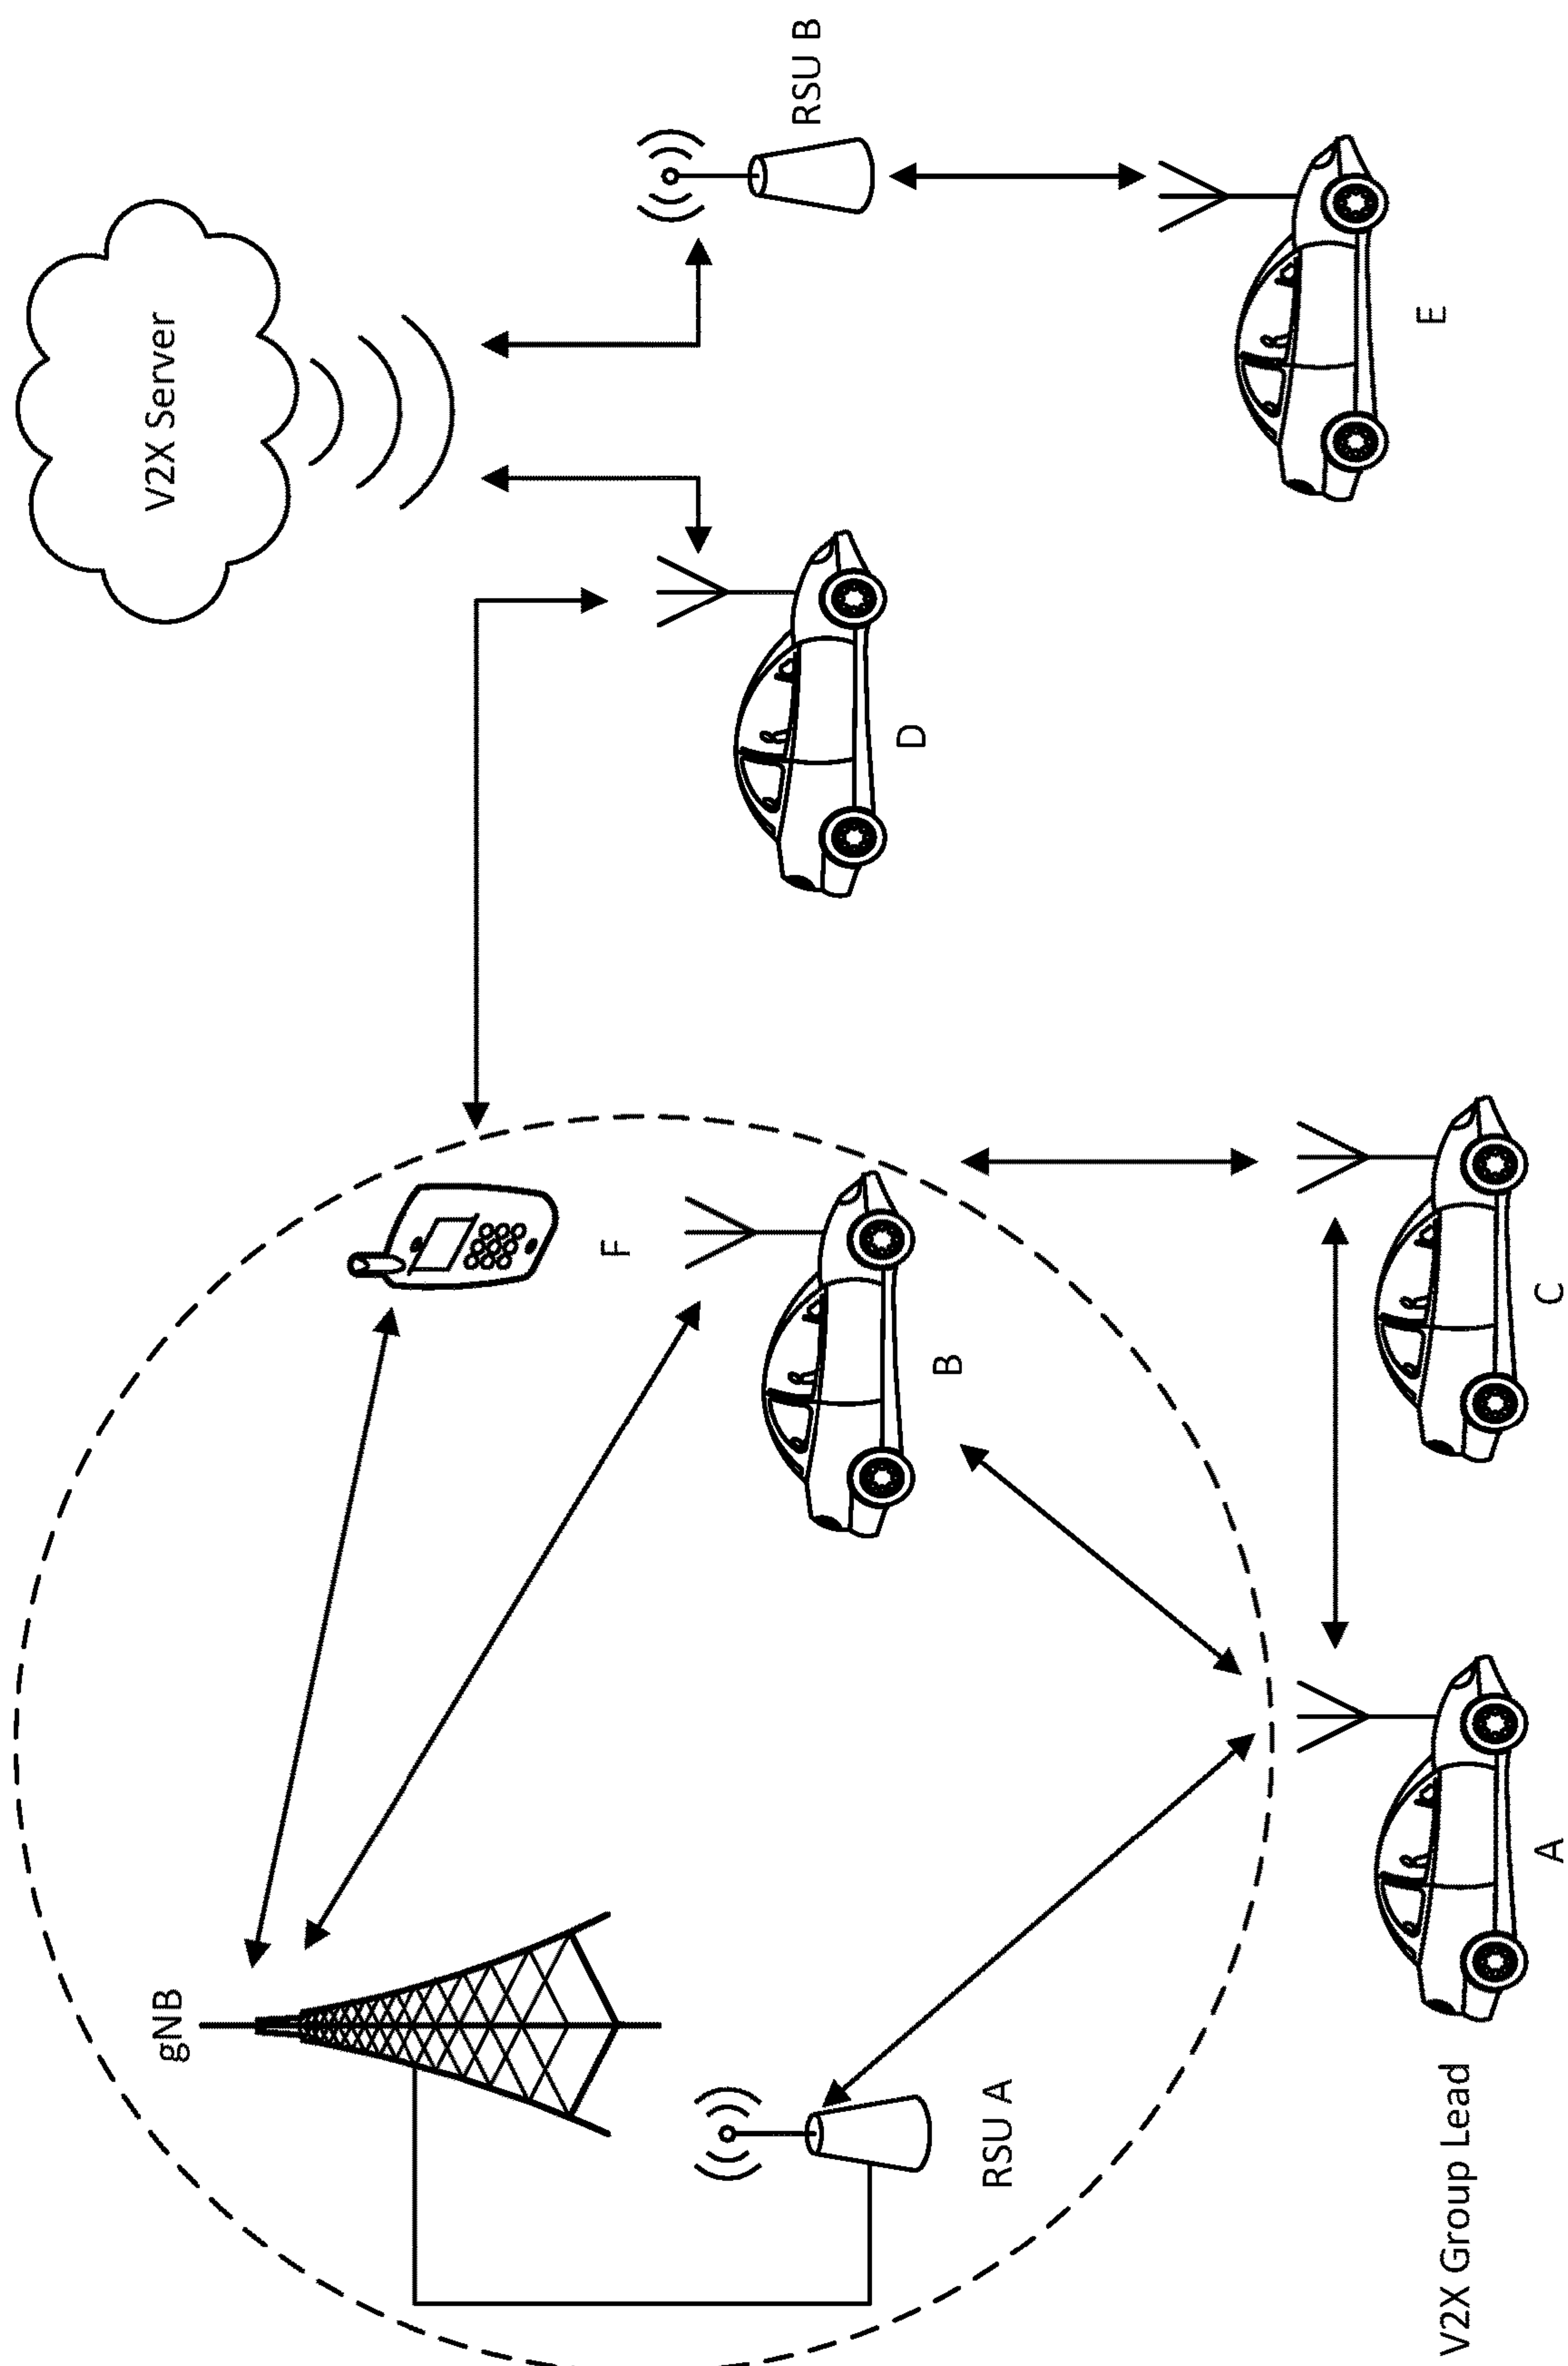 V2X Server
RSU B
gNB
F
D
RSU A
B
E
V2X Group Lead
A
C